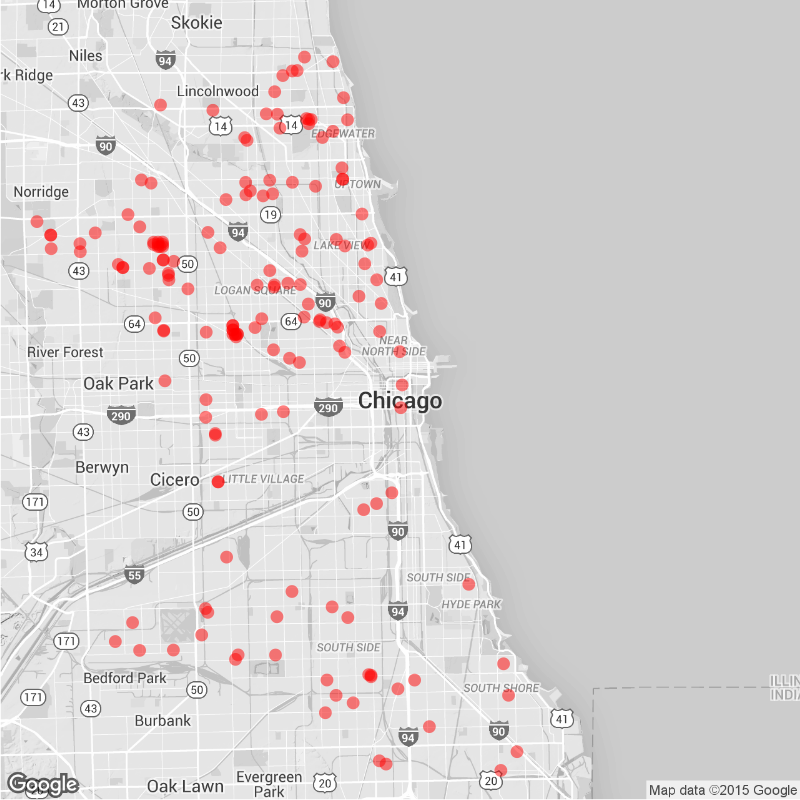 14
Morton Grove
21
Skokie
Niles
94
rk Ridge
43
Lincolnwood
14
14
EDGEWATER
90
Norridge
UPTOWN
19
94
LAKE VIEW
43
50
41
LOGAN SQUARE
90
64
64
River Forest
50
NEAR
NORTH SIDE
Oak Park
Chicago
290
290
43
Berwyn
Cicero
LITTLE VILLAGE
171
50
90
34
41
55
SOUTH SIDE
94
HYDE PARK
171
SOUTH SIDE
Bedford Park
50
SOUTH SHORE
ILLIN
INDIA
171
43
Burbank
41
90
94
Google
Oak Lawn
Evergreen
Park
20
20
Map data ©2015 Google